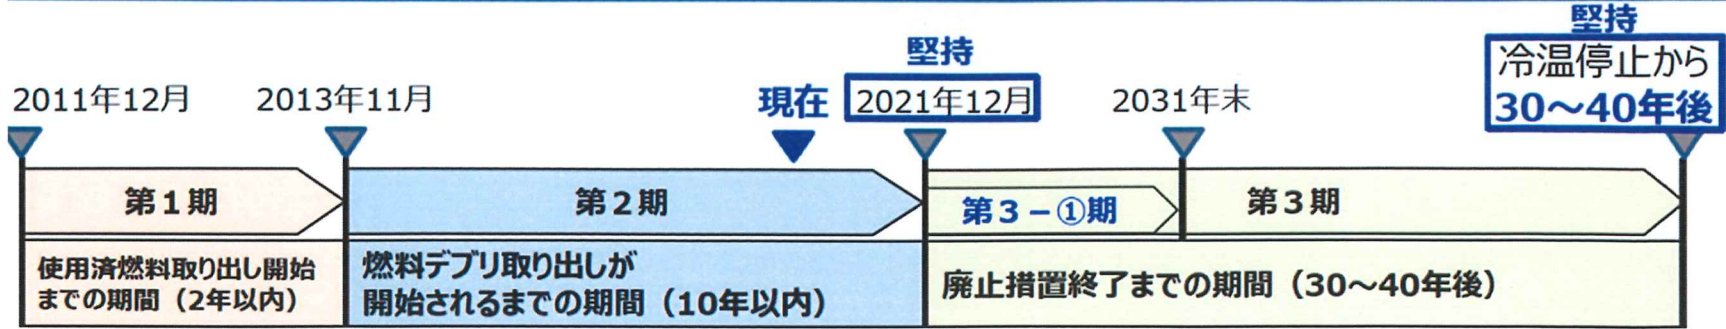 堅持
堅持
冷温停止から
30～40年後
2011年12月
2013年11月
現在
2021年12月
2031年末
第１期
第２期
第３－①期
第３期
使用済燃料取り出し開始
までの期間（2年以内）
燃料デブリ取り出しが
開始されるまでの期間（10年以内）
廃止措置終了までの期間（30～40年後）